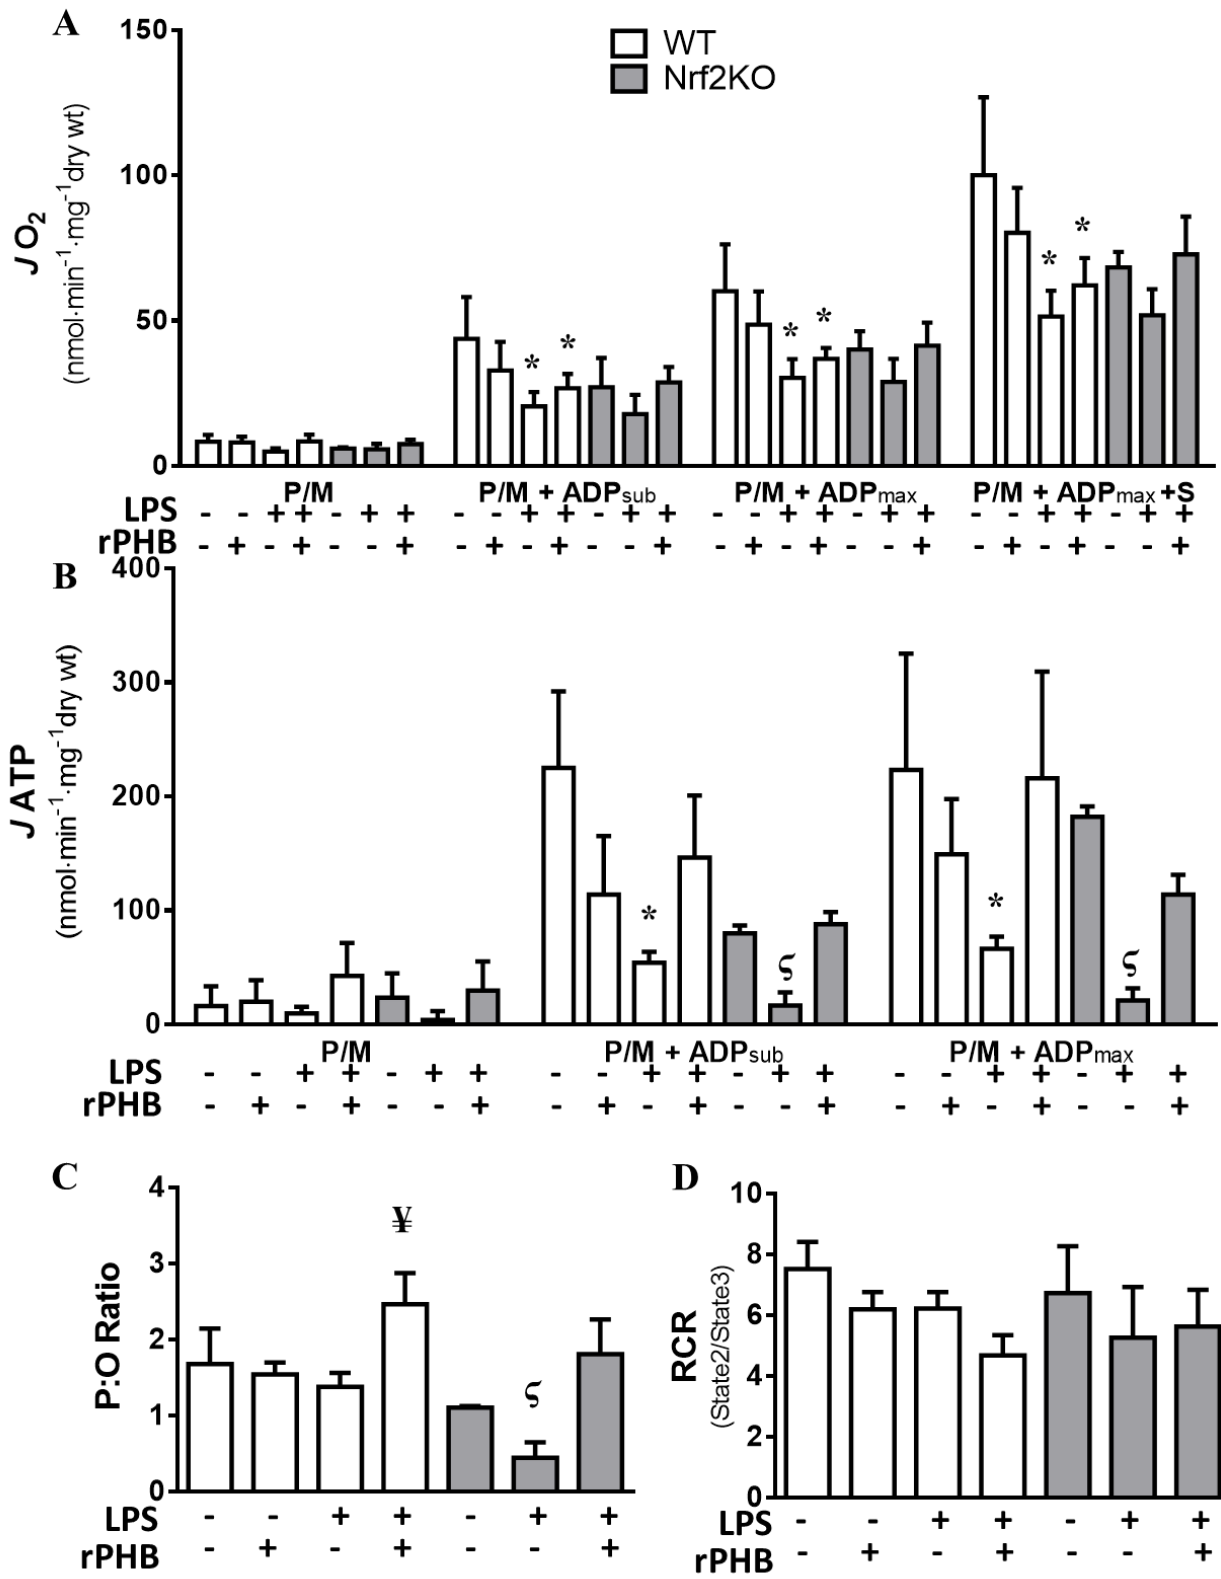 A
150
100
50
0
WT
Nrf2KO
JO₂
(nmol·min⁻¹·mg⁻¹dry wt)
* * * * * *
P/M P/M + ADPsub P/M + ADPmax P/M + ADPmax +S
LPS - - + + - + + - - + + - + + - - + + - + + - - + + - + +
rPHB - + - + - - + - + - + - - + - + - + - - + - + - + - - +
B
400
300
200
100
0
JATP
(nmol·min⁻¹·mg⁻¹dry wt)
* ς * ς
P/M P/M + ADPsub P/M + ADPmax
LPS - - + + - + + - - + + - + + - - + + - + +
rPHB - + - + - - + - + - + - - + - + - + - - +
C
4
3
2
1
0
P:O Ratio
¥ ς
LPS - - + + - + +
rPHB - + - + - - +
D
10
8
6
4
2
0
RCR
(State2/State3)
LPS - - + + - + +
rPHB - + - + - - +